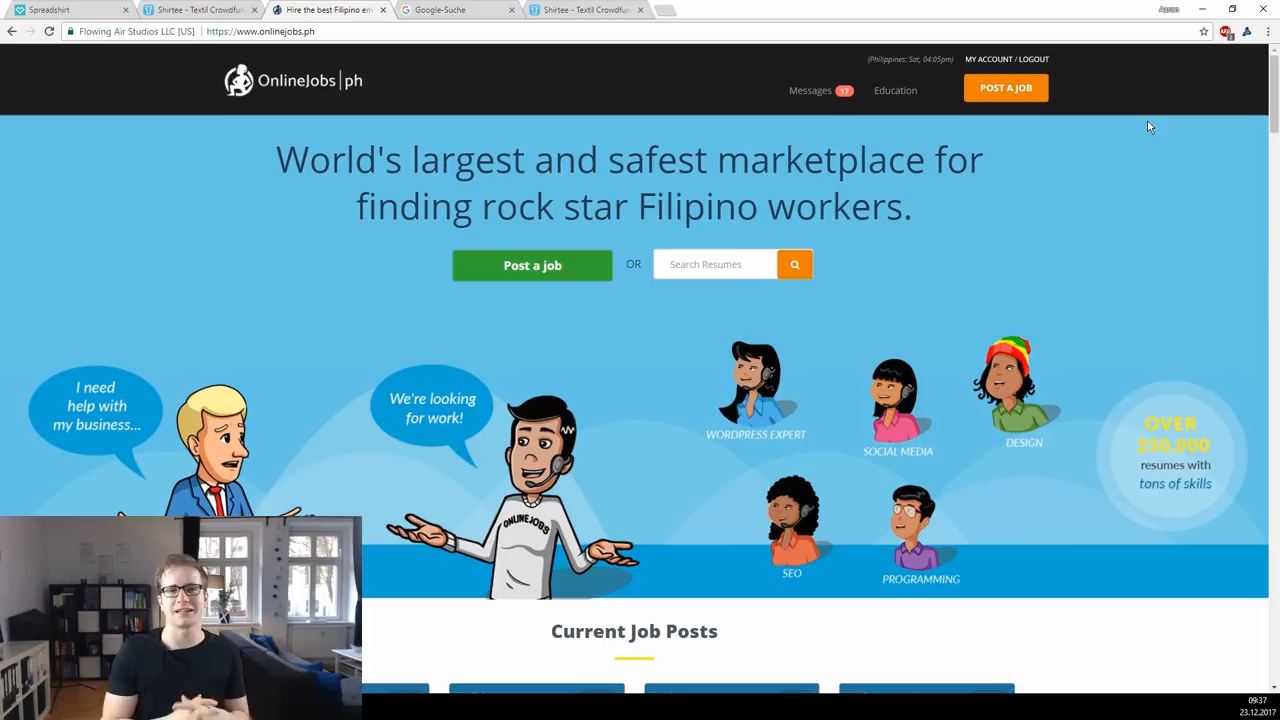 Spreadshirt
Shirtee - Textil Crowdfun
Hire the best Filipino em
Google-Suche
Shirtee - Textil Crowdfun
Aaron
Flowing Air Studios LLC [US]
https://www.onlinejobs.ph
OnlineJobs|ph
(Philippines: Sat, 04:05pm)
MY ACCOUNT / LOGOUT
Messages 17
Education
POST A JOB
World's largest and safest marketplace for
finding rock star Filipino workers.
Post a job
OR
Search Resumes
I need
help with
my business...
We're looking
for work!
ONLINEJOBS
WORDPRESS EXPERT
SOCIAL MEDIA
DESIGN
SEO
PROGRAMMING
OVER
250,000
resumes with
tons of skills
Current Job Posts
09:37
23.12.2017